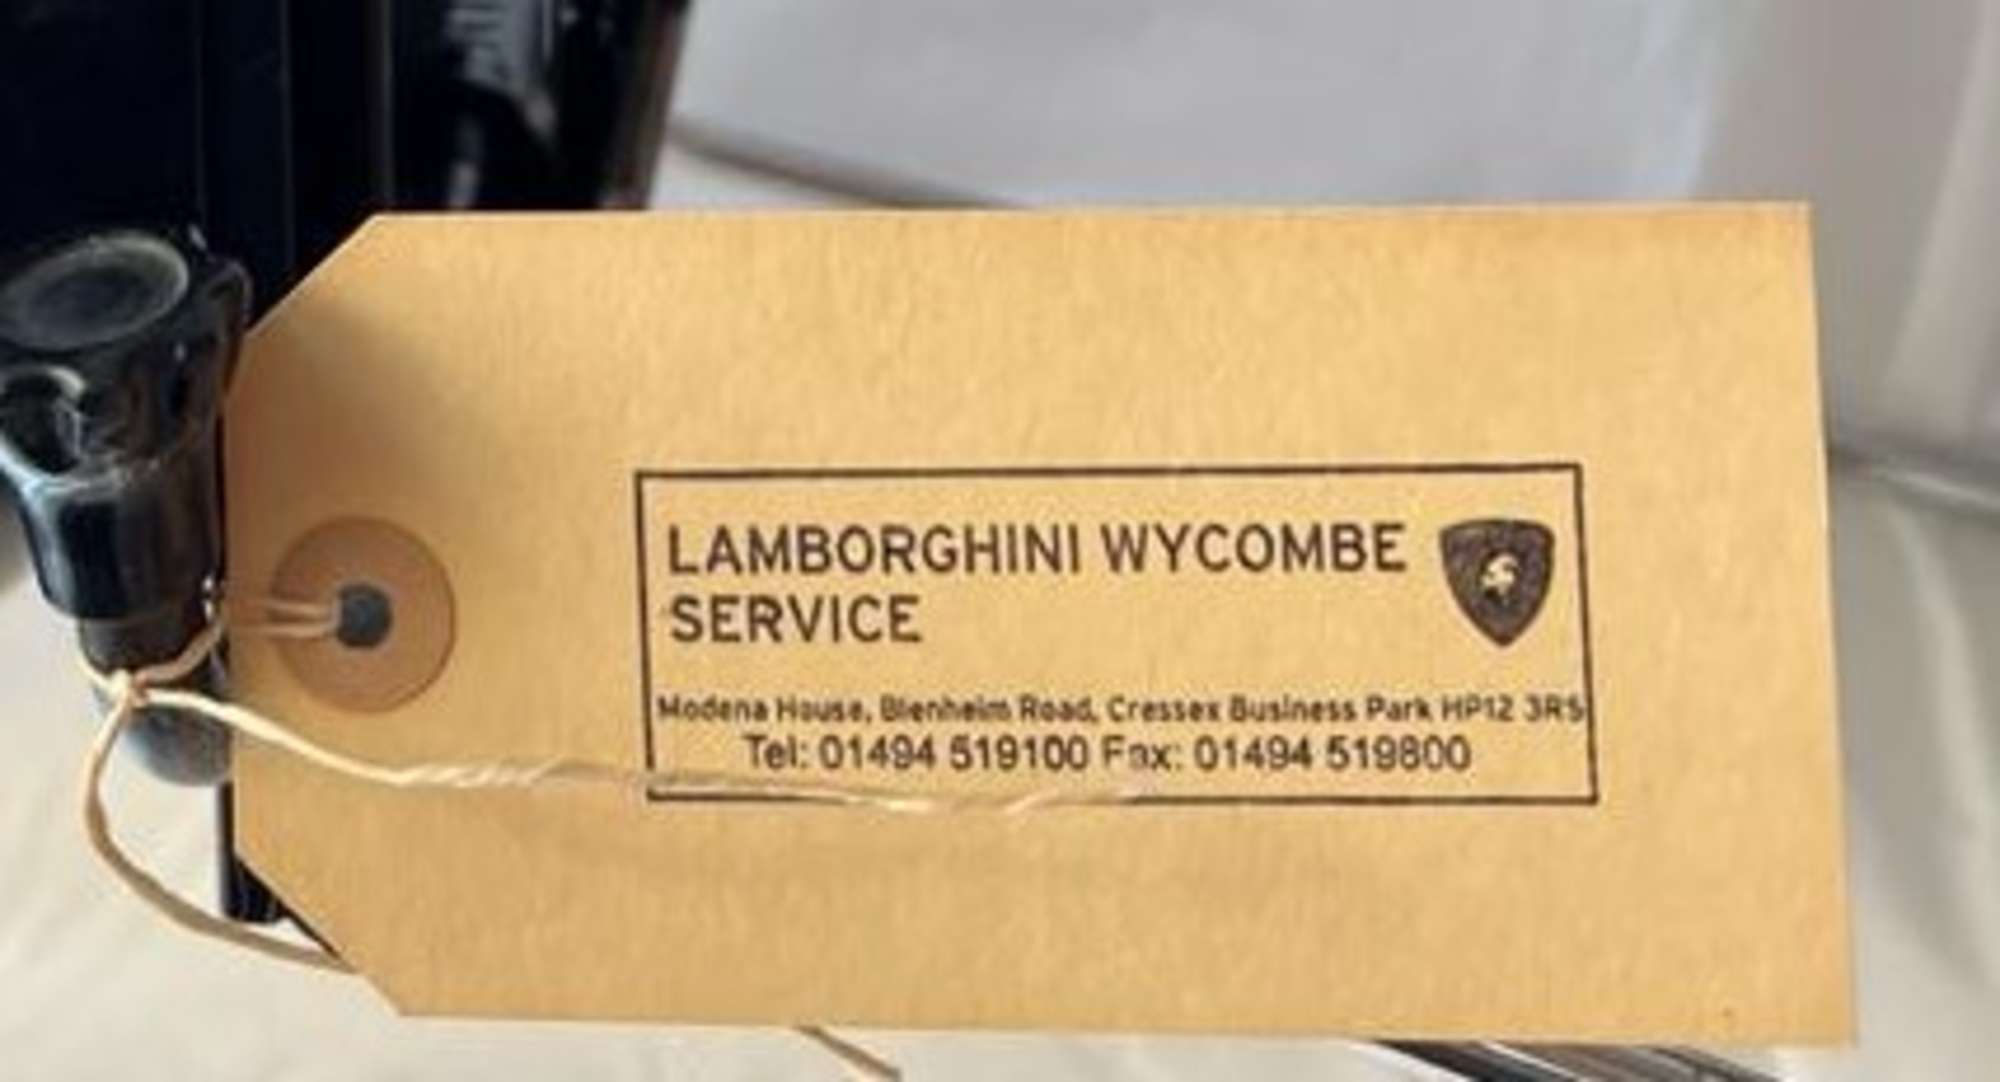 LAMBORGHINI WYCOMBE
SERVICE
Modena House, Blenheim Road, Cressex Business Park HP12 3RS
Tel: 01494 519100 Fax: 01494 519800